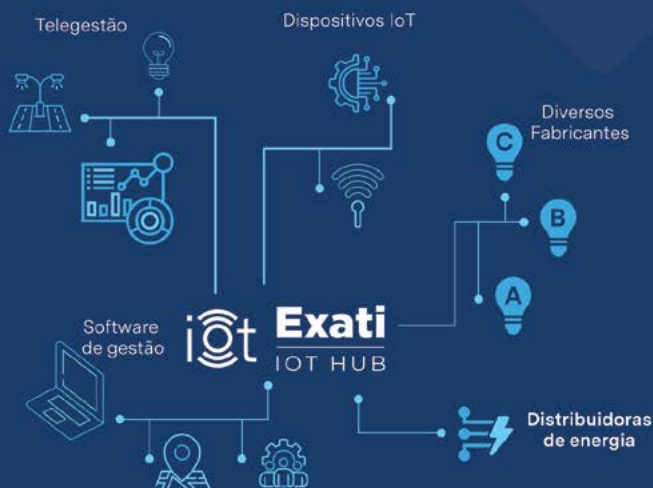 Telegestão
Dispositivos IoT
Diversos
Fabricantes
C
B
A
Software
de gestão
iot
Exati
IOT HUB
Distribuidoras
de energia